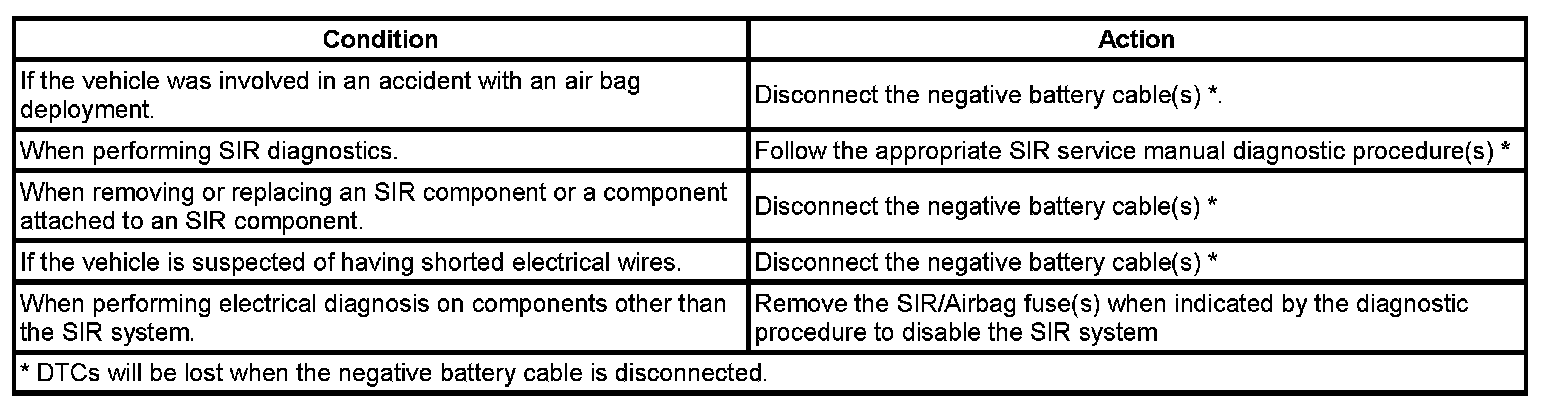 Condition
Action
If the vehicle was involved in an accident with an air bag
deployment.
Disconnect the negative battery cable(s) *.
When performing SIR diagnostics.
Follow the appropriate SIR service manual diagnostic procedure(s) *
When removing or replacing an SIR component or a component
attached to an SIR component.
Disconnect the negative battery cable(s) *
If the vehicle is suspected of having shorted electrical wires.
Disconnect the negative battery cable(s) *
When performing electrical diagnosis on components other than
the SIR system.
Remove the SIR/Airbag fuse(s) when indicated by the diagnostic
procedure to disable the SIR system
* DTCs will be lost when the negative battery cable is disconnected.